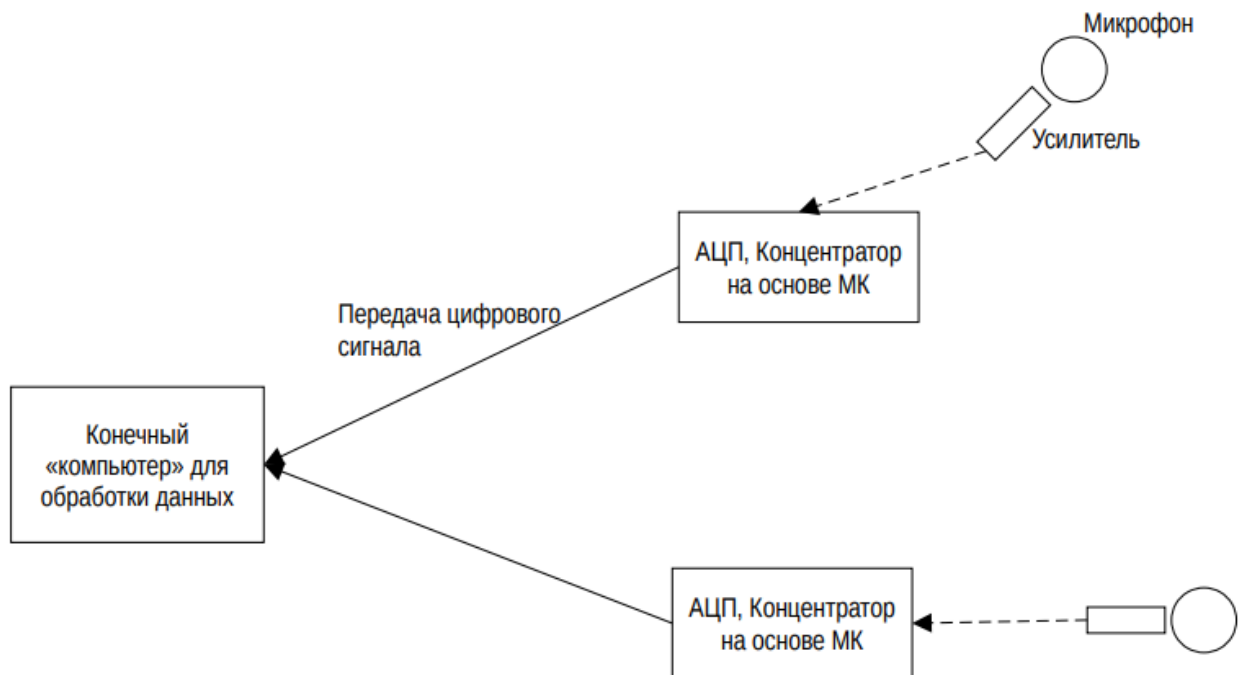 Микрофон
Усилитель
АЦП, Концентратор
на основе МК
Передача цифрового
сигнала
Конечный
«компьютер» для
обработки данных
АЦП, Концентратор
на основе МК